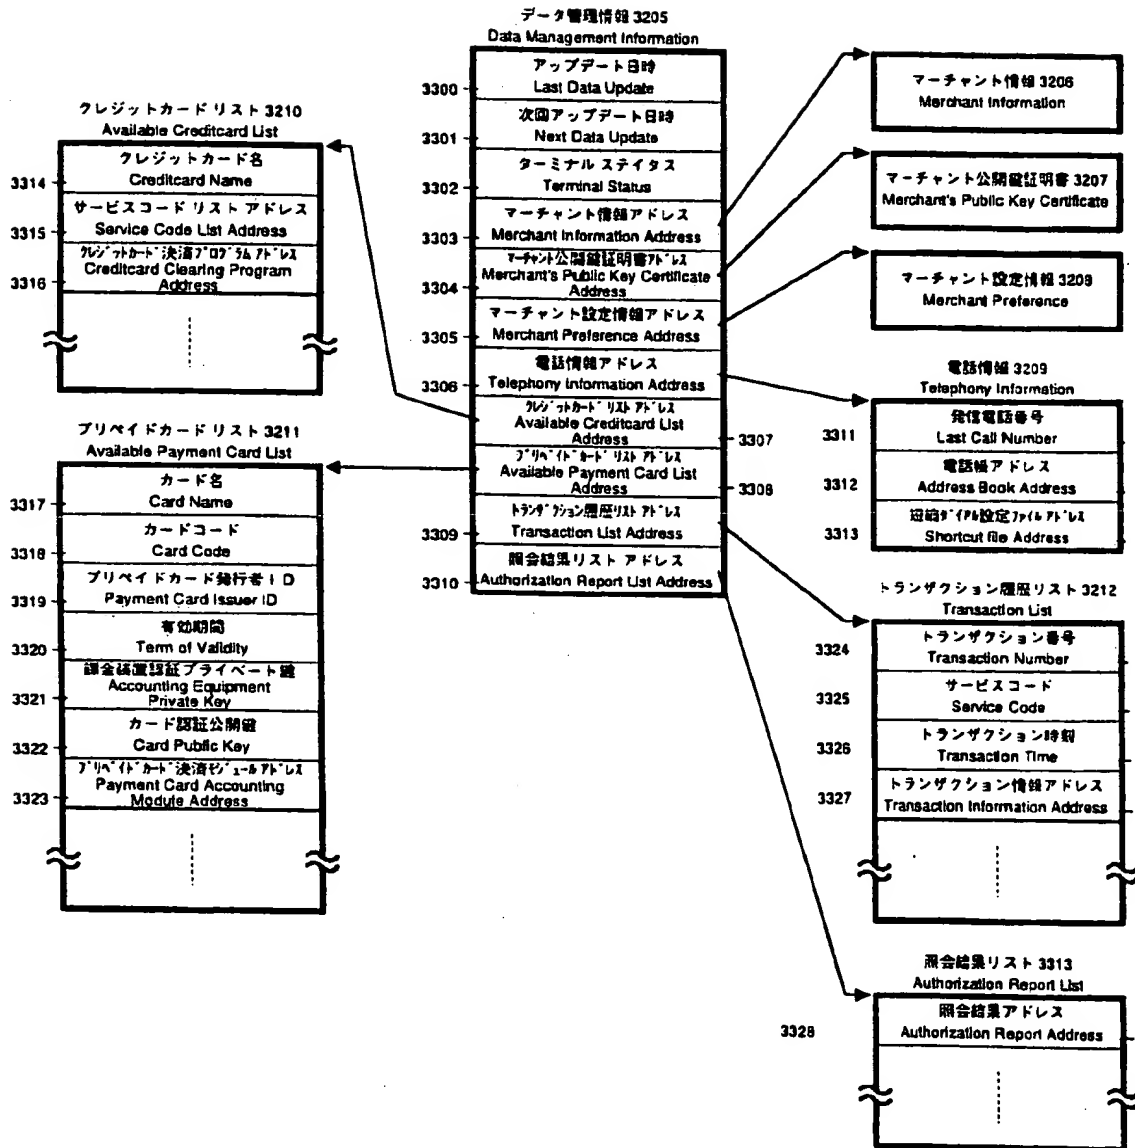 データ管理情報 3205
Data Management Information
3300
アップデート日時
Last Data Update
3301
次回アップデート日時
Next Data Update
3302
ターミナル ステイタス
Terminal Status
3303
マーチャント情報アドレス
Merchant Information Address
3304
マーチャント公開鍵証明書アドレス
Merchant's Public Key Certificate
Address
3305
マーチャント設定情報アドレス
Merchant Preference Address
3306
電話情報アドレス
Telephony Information Address
クレジットカード リスト アドレス
Available Creditcard List
Address
3307
プリペイドカード リスト アドレス
Available Payment Card List
Address
3308
3309
トランザクション履歴リスト アドレス
Transaction List Address
3310
照会結果リスト アドレス
Authorization Report List Address
クレジットカード リスト 3210
Available Creditcard List
3314
クレジットカード名
Creditcard Name
3315
サービスコード リスト アドレス
Service Code List Address
3316
クレジットカード決済プログラム アドレス
Creditcard Clearing Program
Address
プリペイドカード リスト 3211
Available Payment Card List
3317
カード名
Card Name
3318
カードコード
Card Code
3319
プリペイドカード発行者ID
Payment Card Issuer ID
3320
有効期間
Term of Validity
3321
課金装置認証プライベート鍵
Accounting Equipment
Private Key
3322
カード認証公開鍵
Card Public Key
3323
プリペイドカード決済モジュールアドレス
Payment Card Accounting
Module Address
マーチャント情報 3206
Merchant Information
マーチャント公開鍵証明書 3207
Merchant's Public Key Certificate
マーチャント設定情報 3208
Merchant Preference
電話情報 3209
Telephony Information
3311
発信電話番号
Last Call Number
3312
電話帳アドレス
Address Book Address
3313
短縮ダイアル設定ファイルアドレス
Shortcut file Address
トランザクション履歴リスト 3212
Transaction List
3324
トランザクション番号
Transaction Number
3325
サービスコード
Service Code
3326
トランザクション時刻
Transaction Time
3327
トランザクション情報アドレス
Transaction Information Address
照会結果リスト 3313
Authorization Report List
3328
照会結果アドレス
Authorization Report Address